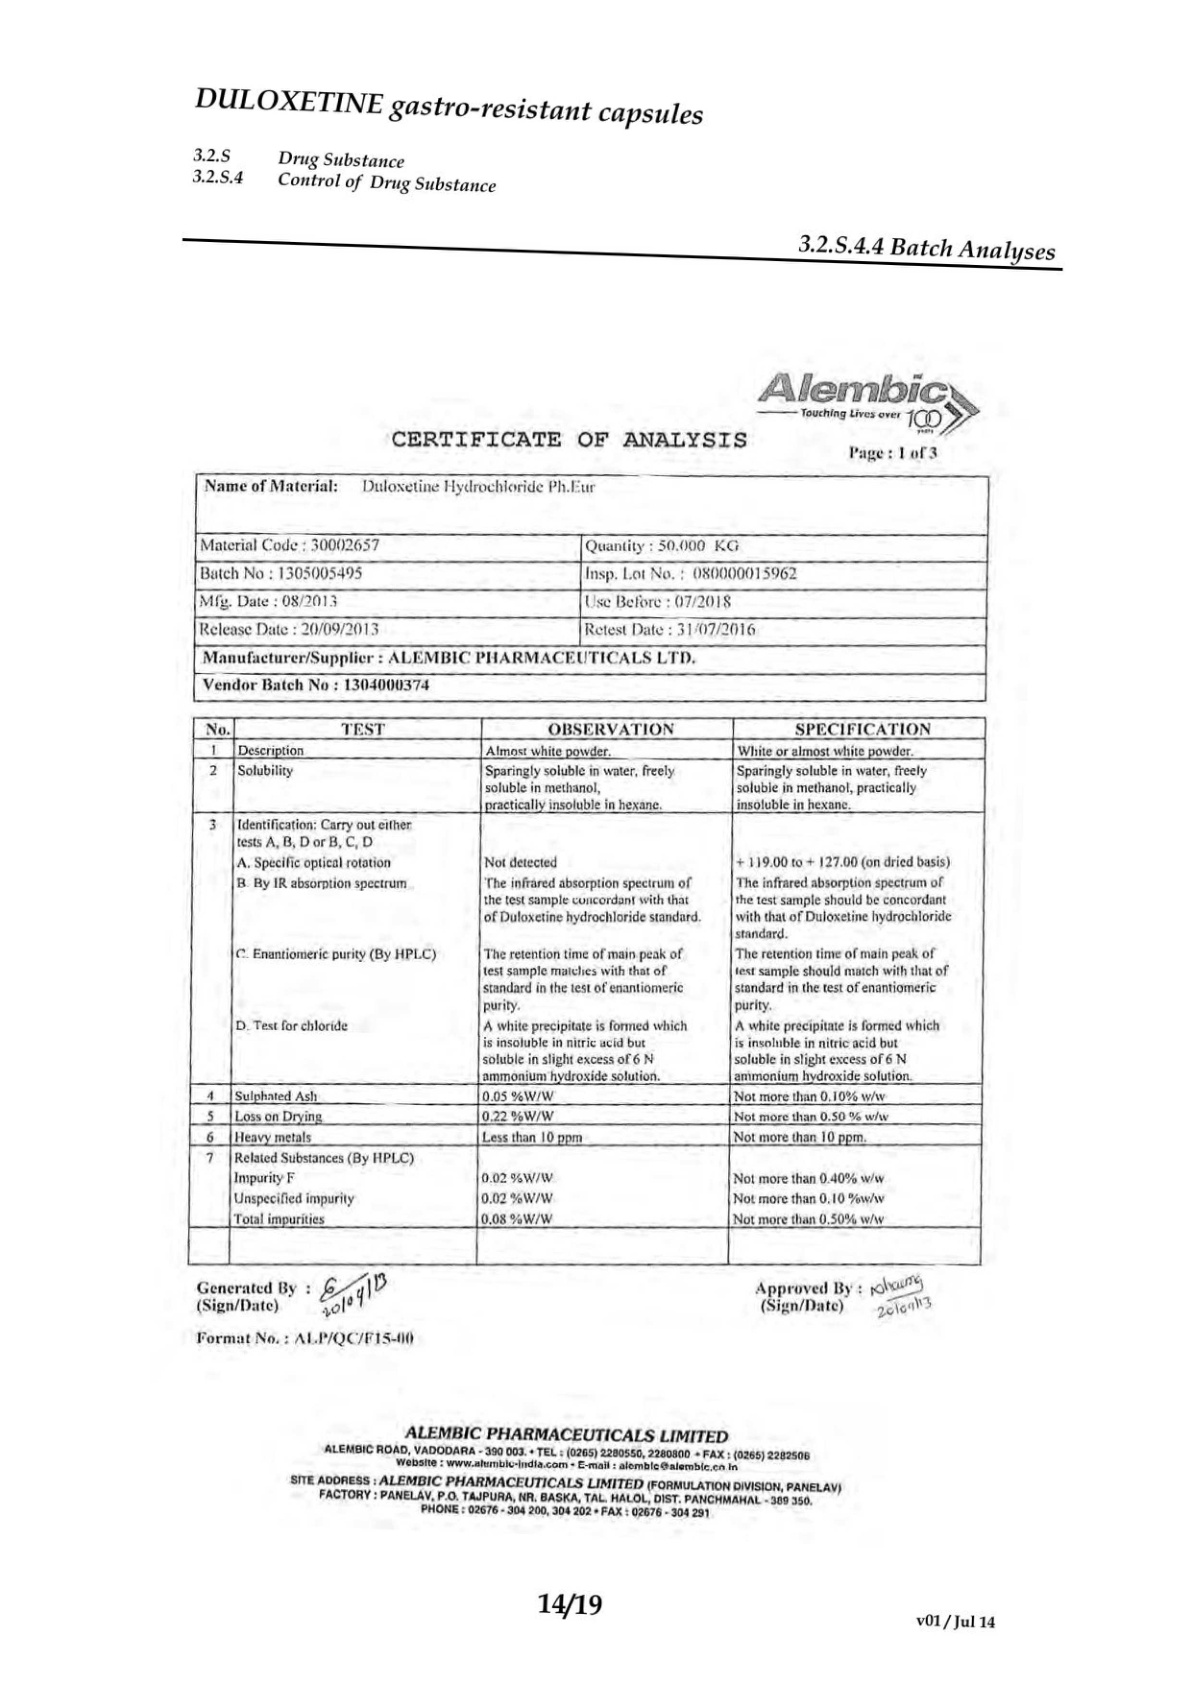 DULOXETINE gastro-resistant capsules
3.2.S Drug Substance
3.2.S.4 Control of Drug Substance
3.2.S.4.4 Batch Analyses
Alembic
Touching Lives over 100 years
CERTIFICATE OF ANALYSIS
Page : 1 of 3
Name of Material: Duloxetine Hydrochloride Ph.Eur
Material Code : 30002657 Quantity : 50.000 KG
Batch No : 1305005495 Insp. Lot No. : 080000015962
Mfg. Date : 08/2013 Use Before : 07/2018
Release Date : 20/09/2013 Retest Date : 31/07/2016
Manufacturer/Supplier : ALEMBIC PHARMACEUTICALS LTD.
Vendor Batch No : 1304000374
No. TEST OBSERVATION SPECIFICATION
1 Description Almost white powder. White or almost white powder.
2 Solubility Sparingly soluble in water, freely Sparingly soluble in water, freely
soluble in methanol, soluble in methanol, practically
practically insoluble in hexane. insoluble in hexane.
3 Identification: Carry out either
tests A, B, D or B, C, D
A. Specific optical rotation Not detected + 119.00 to + 127.00 (on dried basis)
B. By IR absorption spectrum The infrared absorption spectrum of The infrared absorption spectrum of
the test sample concordant with that the test sample should be concordant
of Duloxetine hydrochloride standard. with that of Duloxetine hydrochloride
standard.
C. Enantiomeric purity (By HPLC) The retention time of main peak of The retention time of main peak of
test sample matches with that of test sample should match with that of
standard in the test of enantiomeric standard in the test of enantiomeric
purity. purity.
D. Test for chloride A white precipitate is formed which A white precipitate is formed which
is insoluble in nitric acid but is insoluble in nitric acid but
soluble in slight excess of 6 N soluble in slight excess of 6 N
ammonium hydroxide solution. ammonium hydroxide solution.
4 Sulphated Ash 0.05 %W/W Not more than 0.10% w/w
5 Loss on Drying 0.22 %W/W Not more than 0.50 % w/w
6 Heavy metals Less than 10 ppm Not more than 10 ppm.
7 Related Substances (By HPLC)
Impurity F 0.02 %W/W Not more than 0.40% w/w
Unspecified impurity 0.02 %W/W Not more than 0.10 %w/w
Total impurities 0.08 %W/W Not more than 0.50% w/w
Generated By : Approved By :
(Sign/Date) 20/09/13 (Sign/Date) 20/09/13
Format No. : ALP/QC/F15-00
ALEMBIC PHARMACEUTICALS LIMITED
ALEMBIC ROAD, VADODARA - 390 003. • TEL : (0265) 2280550, 2280800 • FAX : (0265) 2282506
Website : www.alembic-india.com • E-mail : alembic@alembic.co.in
SITE ADDRESS : ALEMBIC PHARMACEUTICALS LIMITED (FORMULATION DIVISION, PANELAV)
FACTORY : PANELAV, P.O. TAJPURA, NR. BASKA, TAL. HALOL, DIST. PANCHMAHAL - 389 350.
PHONE : 02676 - 304 200, 304 202 • FAX : 02676 - 304 291
14/19
v01 / Jul 14